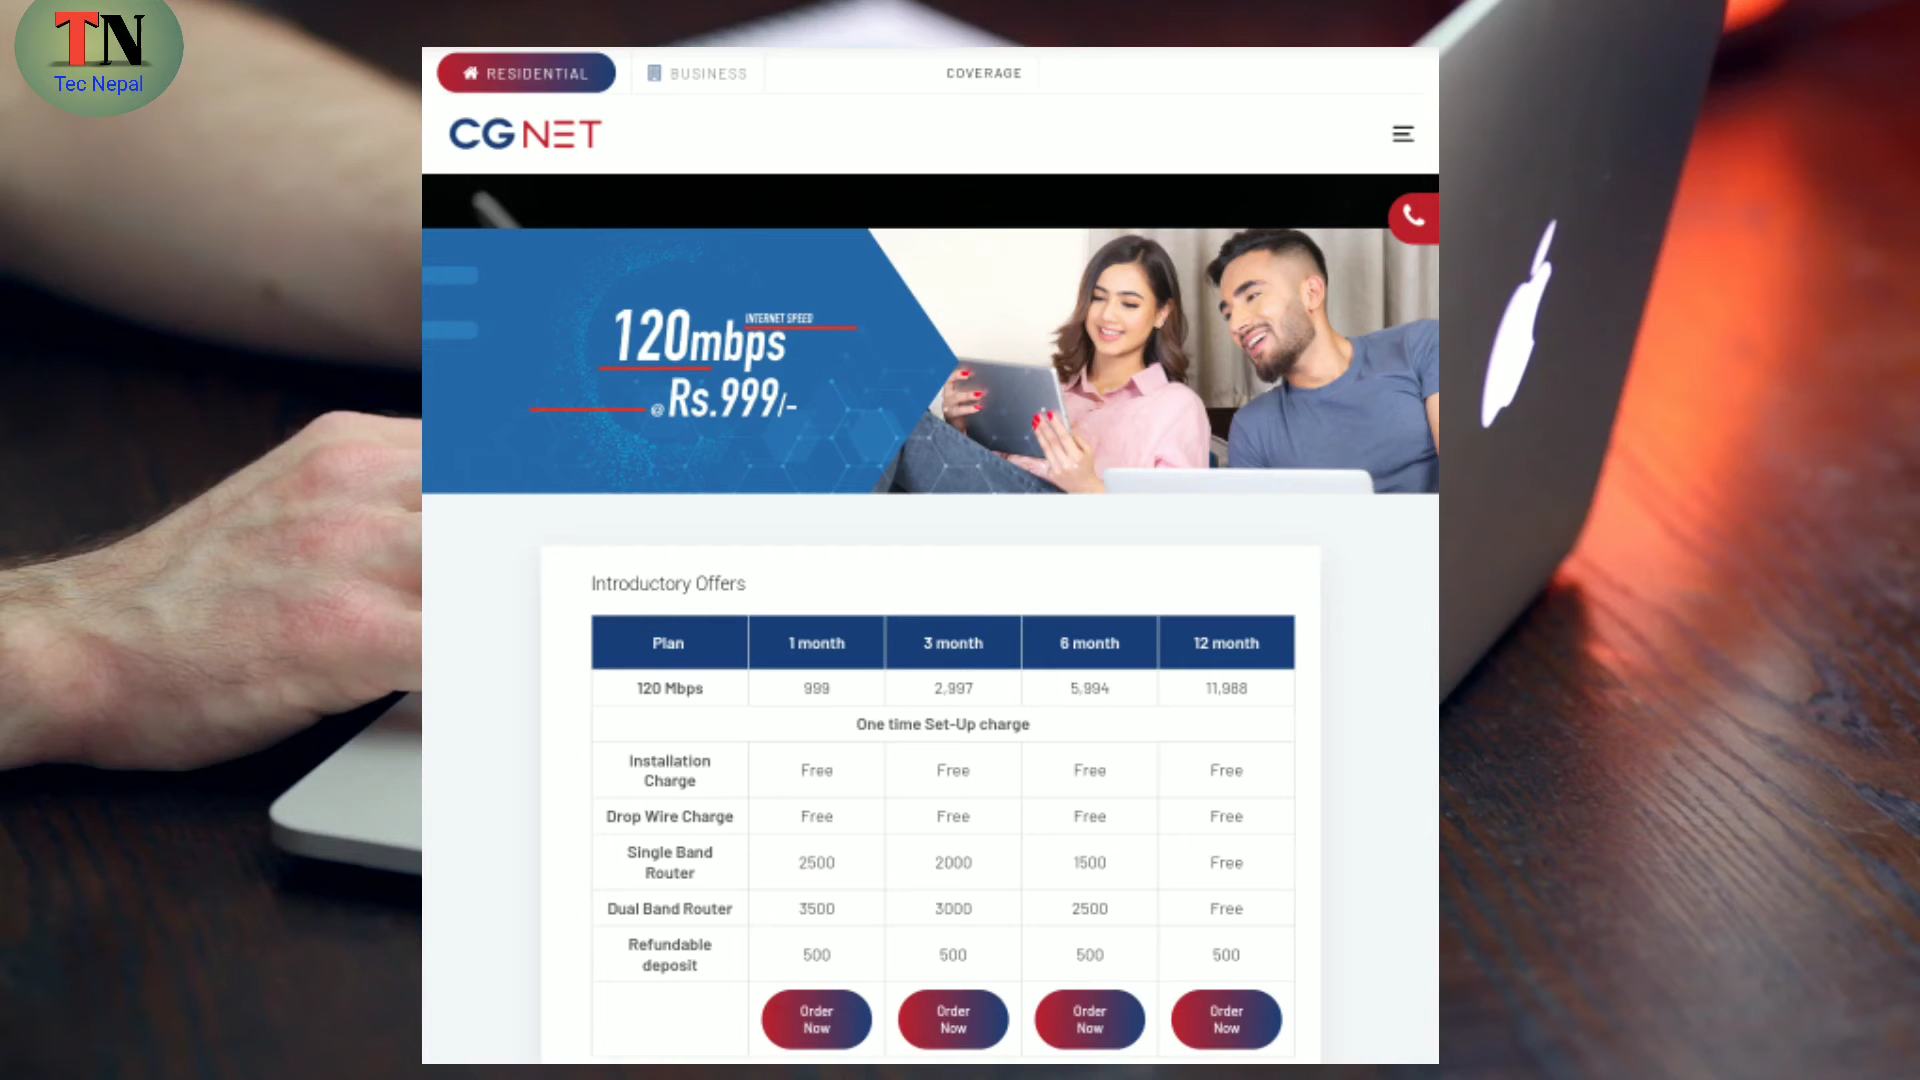 TN
Tec Nepal
RESIDENTIAL
BUSINESS
COVERAGE
CG NET
INTERNET SPEED
120mbps
@ Rs.999/-
Introductory Offers
Plan 1 month 3 month 6 month 12 month
120 Mbps 999 2,997 5,994 11,988
One time Set-Up charge
Installation
Charge
Free Free Free Free
Drop Wire Charge Free Free Free Free
Single Band
Router
2500 2000 1500 Free
Dual Band Router 3500 3000 2500 Free
Refundable
deposit
500 500 500 500
Order Order Order Order
Now Now Now Now